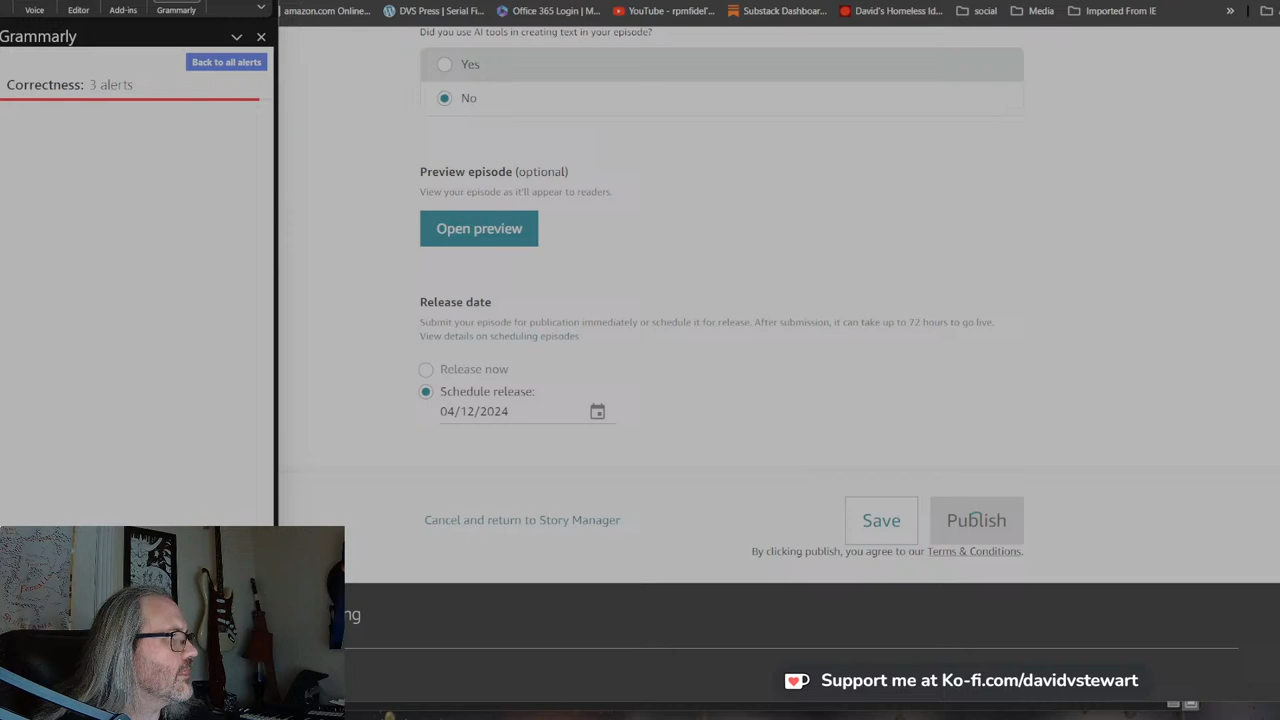 Voice
Editor
Add-ins
Grammarly
amazon.com Online...
DVS Press | Serial Fi...
Office 365 Login | M...
YouTube - rpmfidel'...
Substack Dashboar...
David's Homeless Id...
social
Media
Imported From IE
»
Grammarly
Back to all alerts
Correctness: 3 alerts
Did you use AI tools in creating text in your episode?
Yes
No
Preview episode (optional)
View your episode as it'll appear to readers.
Open preview
Release date
Submit your episode for publication immediately or schedule it for release. After submission, it can take up to 72 hours to go live.
View details on scheduling episodes
Release now
Schedule release:
04/12/2024
Cancel and return to Story Manager
Save
Publish
By clicking publish, you agree to our Terms & Conditions.
ng
Support me at Ko-fi.com/davidvstewart